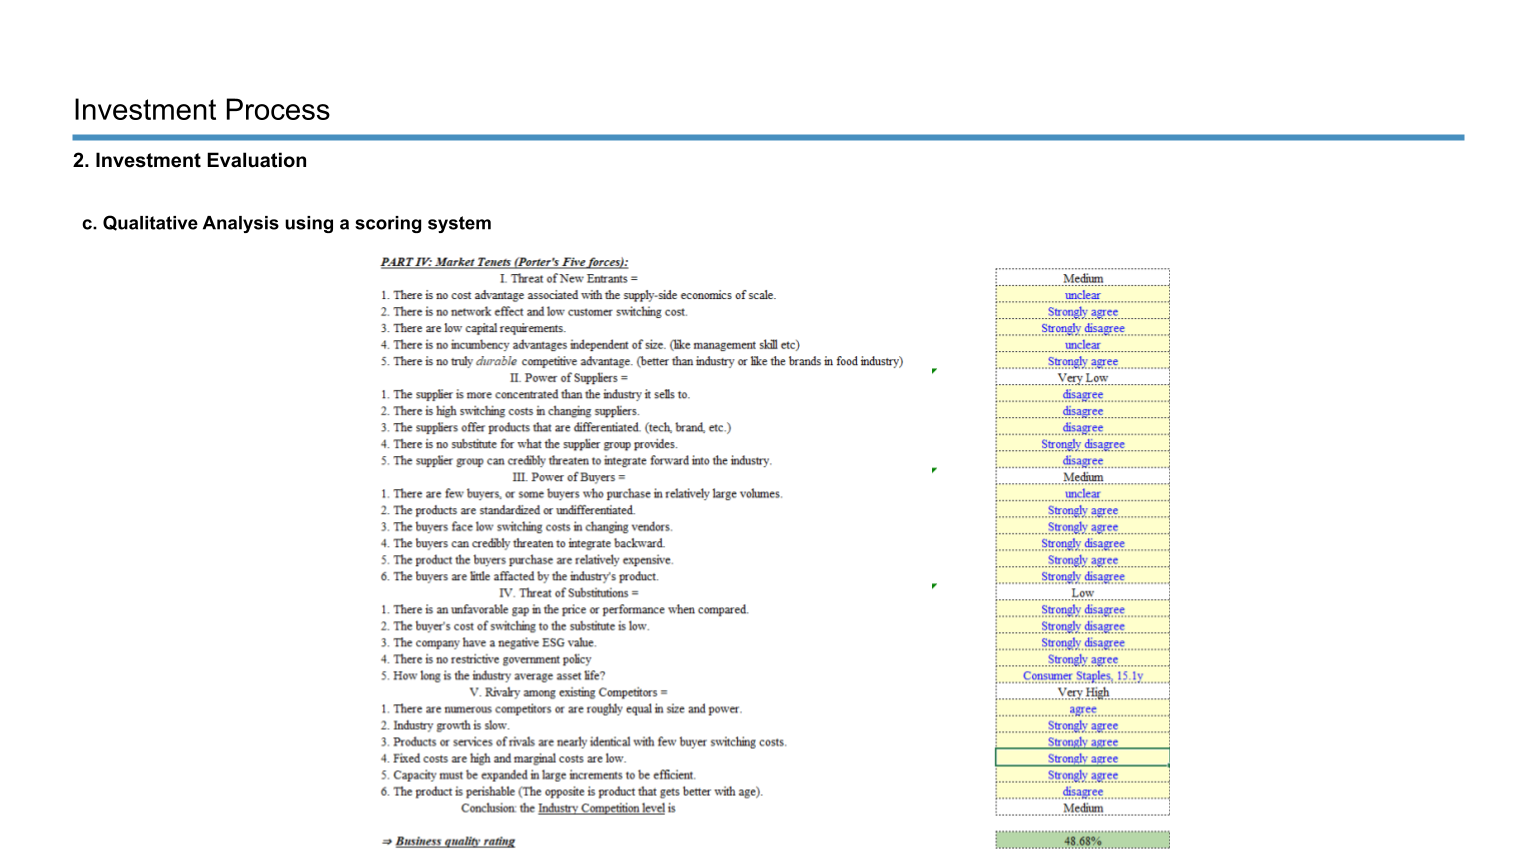 Investment Process
2. Investment Evaluation
c. Qualitative Analysis using a scoring system
PART IV: Market Tenets (Porter's Five forces):
I. Threat of New Entrants = Medium
1. There is no cost advantage associated with the supply-side economics of scale. unclear
2. There is no network effect and low customer switching cost. Strongly agree
3. There are low capital requirements. Strongly disagree
4. There is no incumbency advantages independent of size. (like management skill etc) unclear
5. There is no truly durable competitive advantage. (better than industry or like the brands in food industry) Strongly agree
II. Power of Suppliers = Very Low
1. The supplier is more concentrated than the industry it sells to. disagree
2. There is high switching costs in changing suppliers. disagree
3. The suppliers offer products that are differentiated. (tech, brand, etc.) disagree
4. There is no substitute for what the supplier group provides. Strongly disagree
5. The supplier group can credibly threaten to integrate forward into the industry. disagree
III. Power of Buyers = Medium
1. There are few buyers, or some buyers who purchase in relatively large volumes. unclear
2. The products are standardized or undifferentiated. Strongly agree
3. The buyers face low switching costs in changing vendors. Strongly agree
4. The buyers can credibly threaten to integrate backward. Strongly disagree
5. The product the buyers purchase are relatively expensive. Strongly agree
6. The buyers are little affacted by the industry's product. Strongly disagree
IV. Threat of Substitutions = Low
1. There is an unfavorable gap in the price or performance when compared. Strongly disagree
2. The buyer's cost of switching to the substitute is low. Strongly disagree
3. The company have a negative ESG value. Strongly disagree
4. There is no restrictive government policy Strongly agree
5. How long is the industry average asset life? Consumer Staples, 15.1y
V. Rivalry among existing Competitors = Very High
1. There are numerous competitors or are roughly equal in size and power. agree
2. Industry growth is slow. Strongly agree
3. Products or services of rivals are nearly identical with few buyer switching costs. Strongly agree
4. Fixed costs are high and marginal costs are low. Strongly agree
5. Capacity must be expanded in large increments to be efficient. Strongly agree
6. The product is perishable (The opposite is product that gets better with age). disagree
Conclusion: the Industry Competition level is Medium
⇒ Business quality rating 48.68%